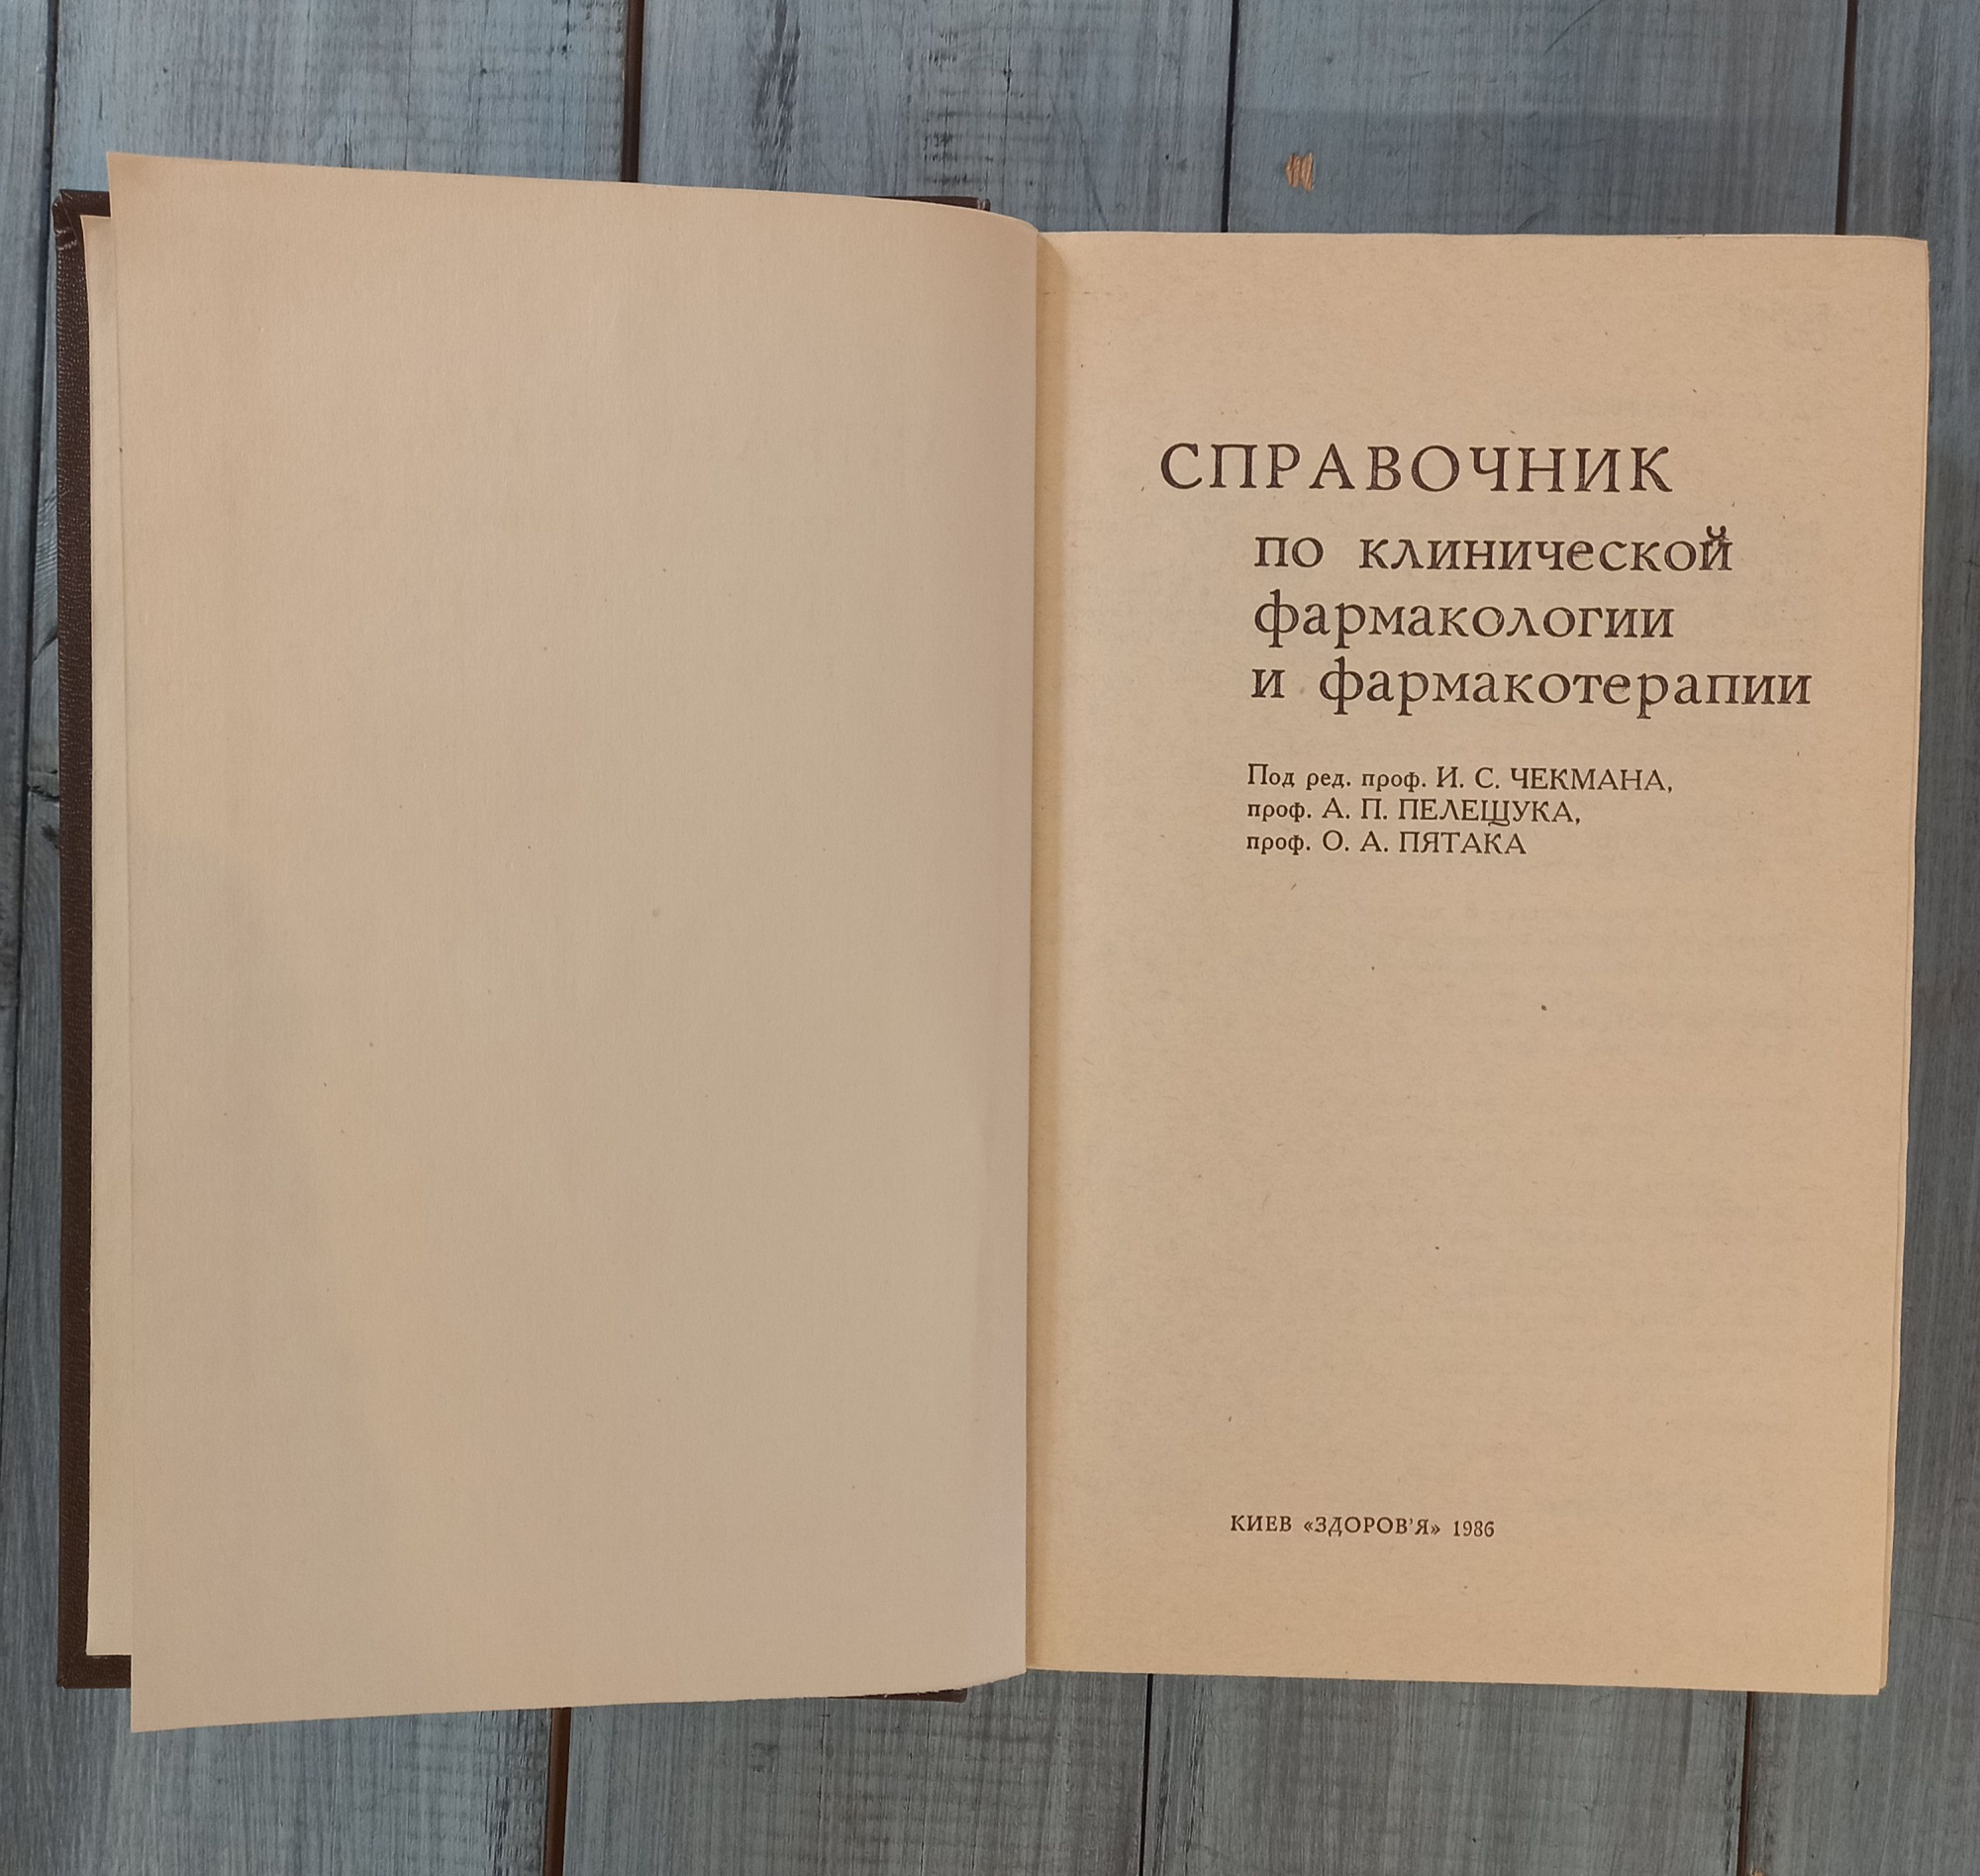 СПРАВОЧНИК
по клинической
фармакологии
и фармакотерапии
Под ред. проф. И. С. ЧЕКМАНА,
проф. А. П. ПЕЛЕЩУКА,
проф. О. А. ПЯТАКА
КИЕВ «ЗДОРОВ’Я» 1986